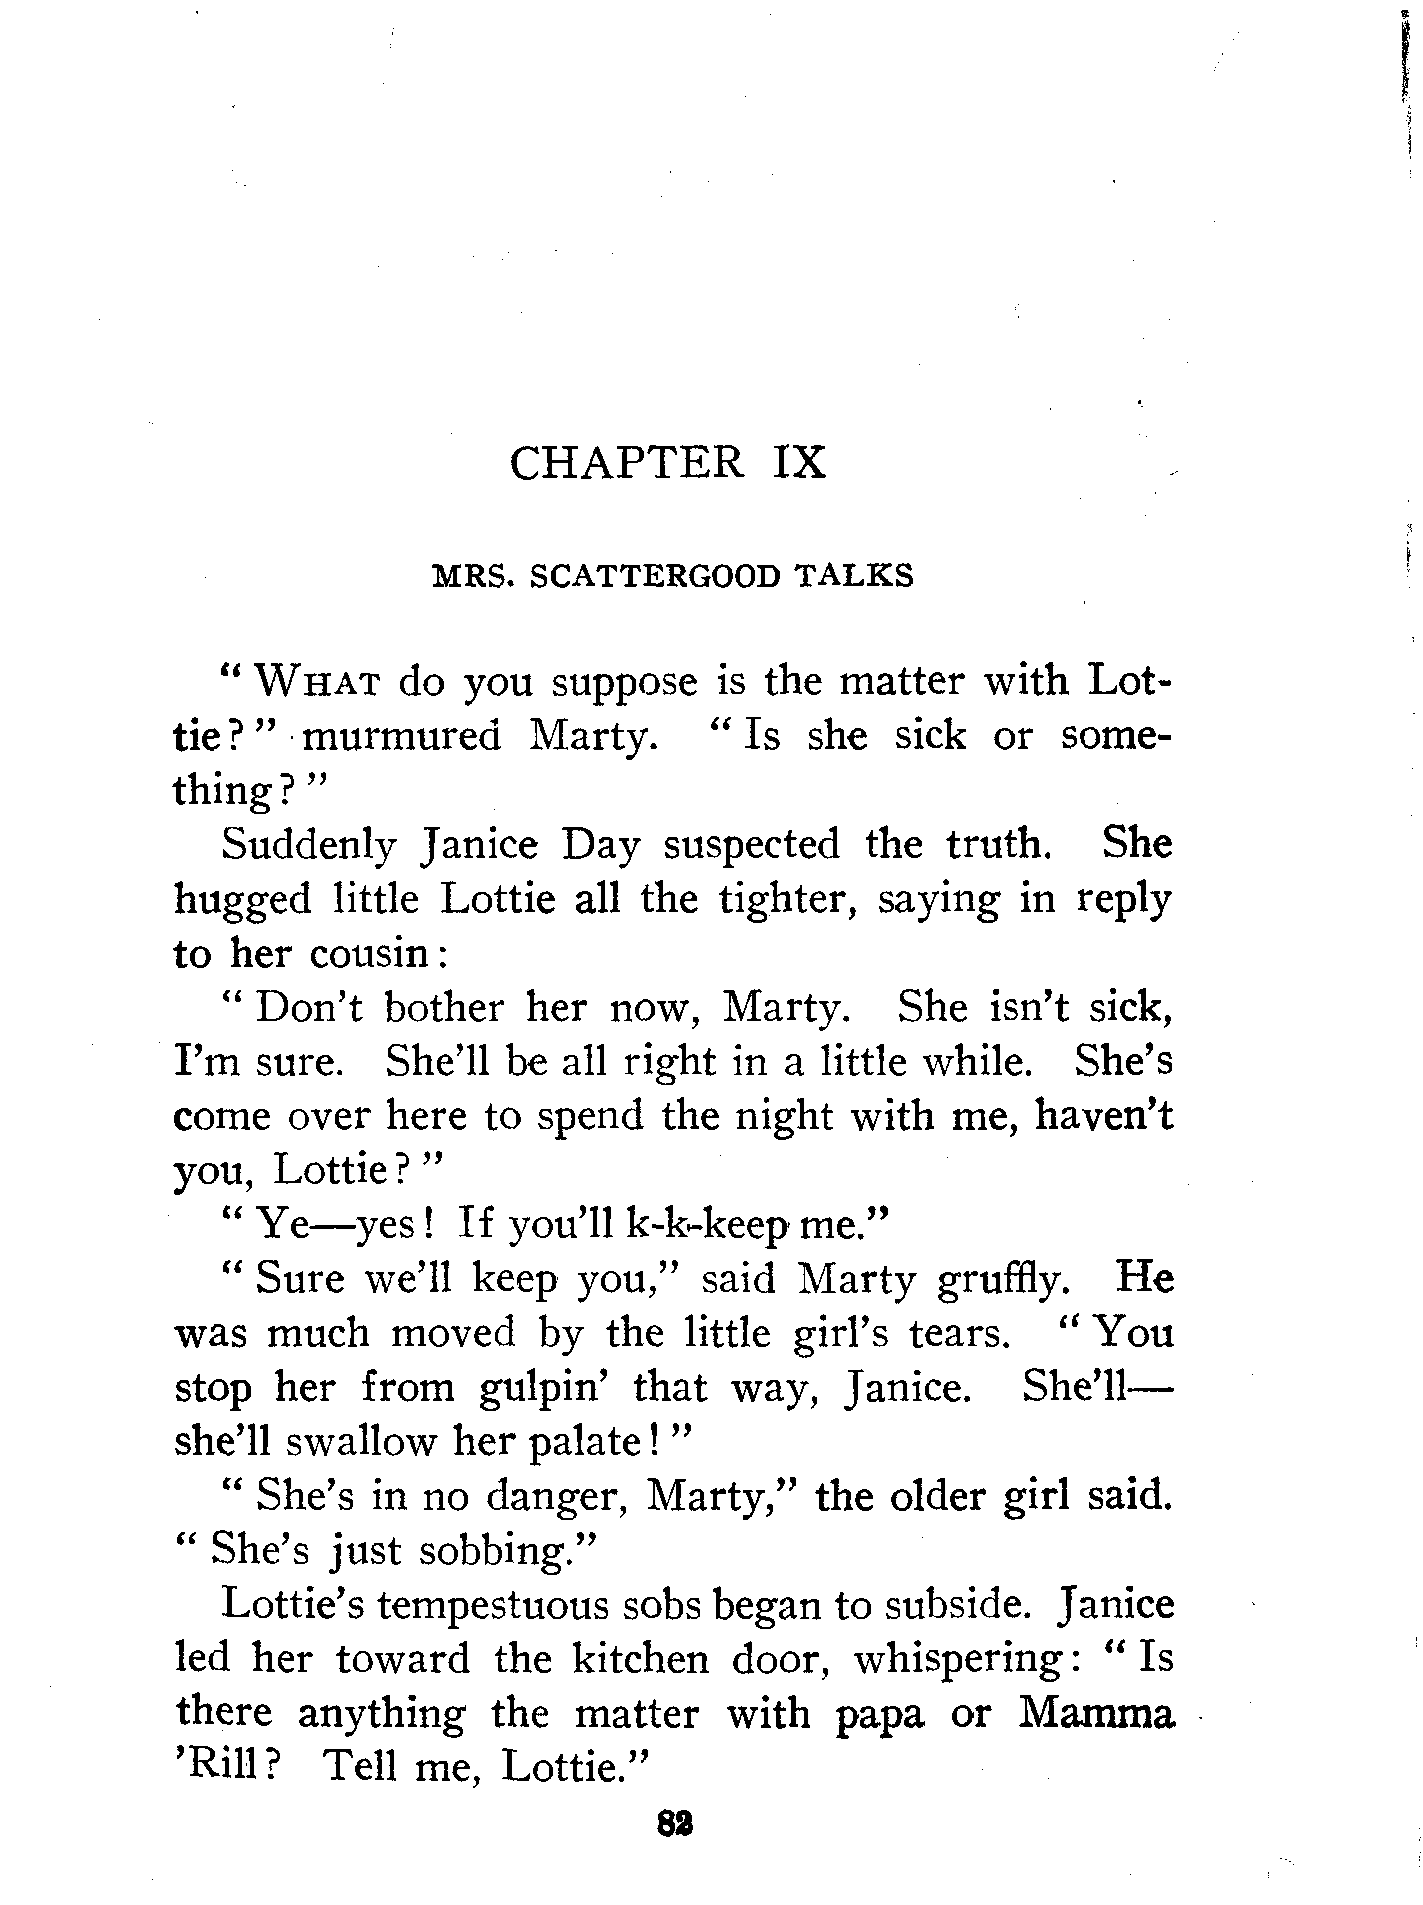 CHAPTER IX
MRS. SCATTERGOOD TALKS
“ WHAT do you suppose is the matter with Lot-
tie? ” murmured Marty. “ Is she sick or some-
thing? ”
Suddenly Janice Day suspected the truth. She
hugged little Lottie all the tighter, saying in reply
to her cousin:
“ Don’t bother her now, Marty. She isn’t sick,
I’m sure. She’ll be all right in a little while. She’s
come over here to spend the night with me, haven’t
you, Lottie? ”
“ Ye—yes! If you’ll k-k-keep me.”
“ Sure we’ll keep you,” said Marty gruffly. He
was much moved by the little girl’s tears. “ You
stop her from gulpin’ that way, Janice. She’ll—
she’ll swallow her palate! ”
“ She’s in no danger, Marty,” the older girl said.
“ She’s just sobbing.”
Lottie’s tempestuous sobs began to subside. Janice
led her toward the kitchen door, whispering: “ Is
there anything the matter with papa or Mamma
’Rill? Tell me, Lottie.”
82